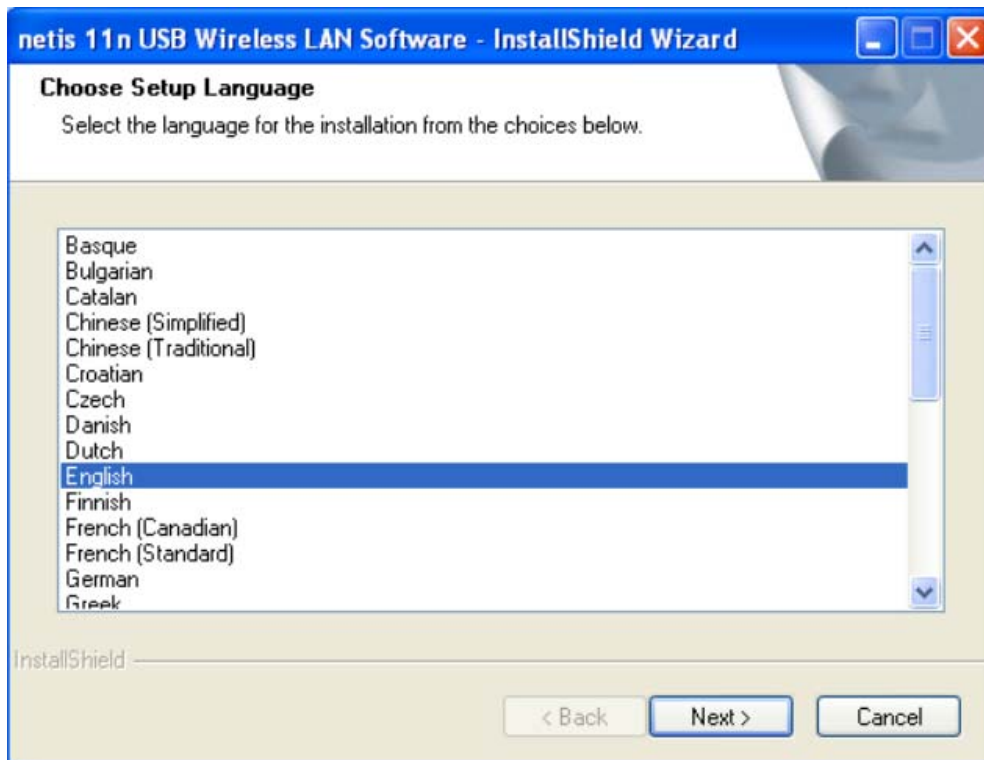 netis 11n USB Wireless LAN Software - InstallShield Wizard
Choose Setup Language
Select the language for the installation from the choices below.
Basque
Bulgarian
Catalan
Chinese (Simplified)
Chinese (Traditional)
Croatian
Czech
Danish
Dutch
English
Finnish
French (Canadian)
French (Standard)
German
Greek
InstallShield
< Back
Next >
Cancel